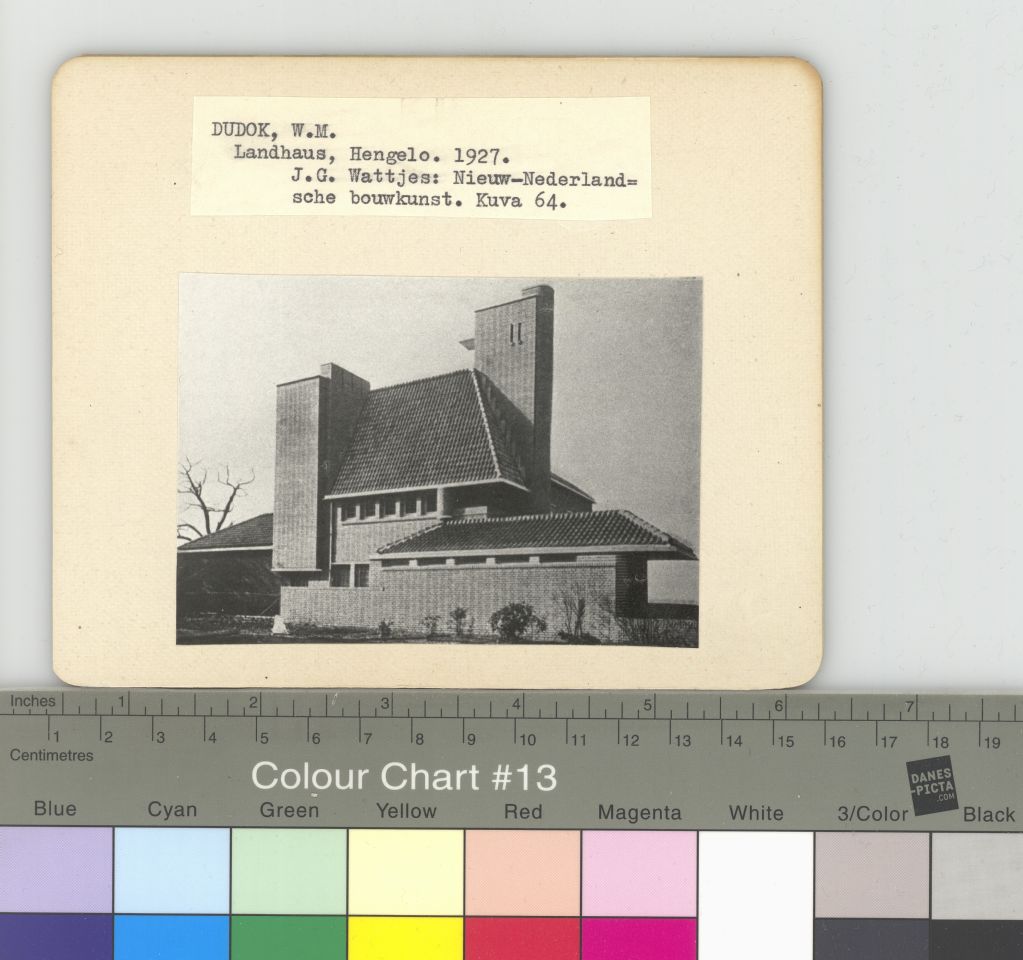 DUDOK, W.M.
Landhaus, Hengelo. 1927.
J.G. Wattjes: Nieuw-Nederland=
sche bouwkunst. Kuva 64.
Inches 1 2 3 4 5 6 7
1 2 3 4 5 6 7 8 9 10 11 12 13 14 15 16 17 18 19
Centimetres
Colour Chart #13
DANES
-PICTA
.COM
Blue Cyan Green Yellow Red Magenta White 3/Color Black